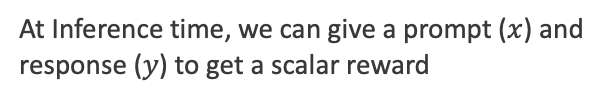 At Inference time, we can give a prompt (𝑥) and
response (𝑦) to get a scalar reward